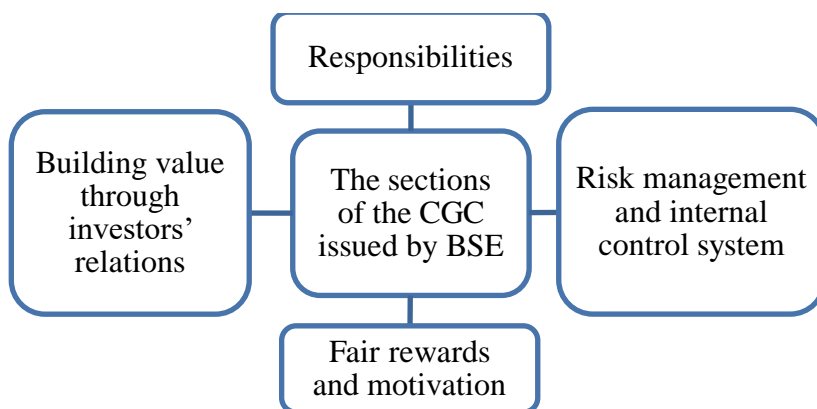 Responsibilities
Building value
through
investors’
relations
The sections
of the CGC
issued by BSE
Risk management
and internal
control system
Fair rewards
and motivation